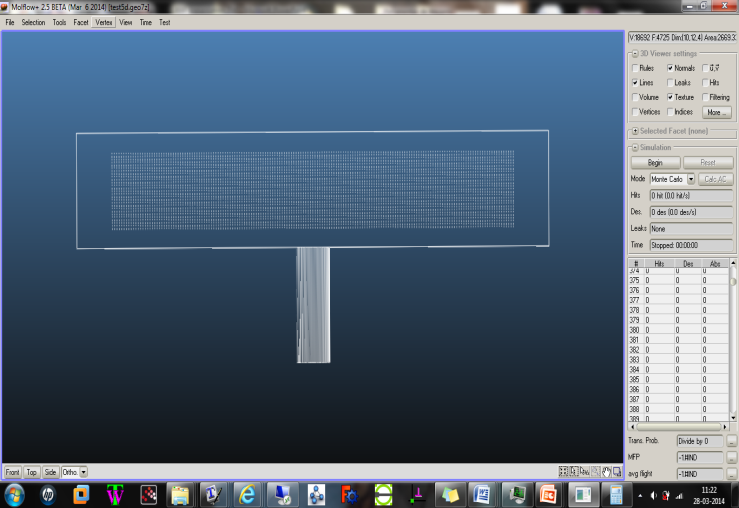 Molflow+ 2.5 BETA (Mar 6 2014) [test5d.geo7z]
File Selection Tools Facet Vertex View Time Test
V:18692 F:4725 Dim:(10,12,4) Area:2669.3
3D Viewer settings
Rules Normals
Lines Leaks Hits
Volume Texture Filtering
Vertices Indices More ...
Selected Facet (none)
Simulation
Begin Reset
Mode Monte Carlo Calc.AC
Hits 0 hit (0.0 hit/s)
Des. 0 des (0.0 des/s)
Leaks None
Time Stopped: 00:00:00
# Hits Des Abs
374 0 0 0
375 0 0 0
376 0 0 0
377 0 0 0
378 0 0 0
379 0 0 0
380 0 0 0
381 0 0 0
382 0 0 0
383 0 0 0
384 0 0 0
385 0 0 0
386 0 0 0
387 0 0 0
388 0 0 0
389 0 0 0
Trans. Prob. Divide by 0 ...
MFP -1.#IND ...
avg flight -1.#IND ...
Front Top Side Ortho.
hp
11:22
28-03-2014